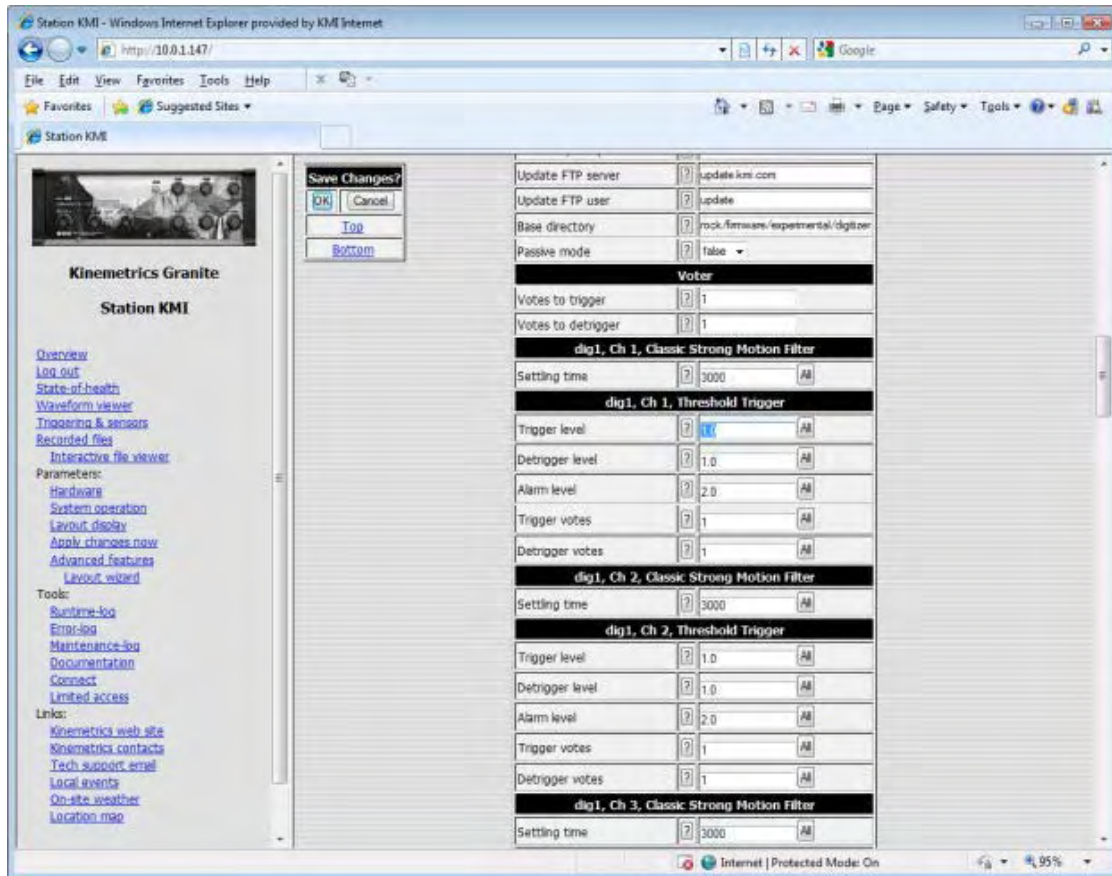 Station KMI - Windows Internet Explorer provided by KMI Internet
http://10.0.1.147/
Google
File Edit View Favorites Tools Help
Favorites Suggested Sites
Page Safety Tools
Station KMI
Kinemetrics Granite
Station KMI
Overview
Log out
State-of-health
Waveform viewer
Triggering & sensors
Recorded files
Interactive file viewer
Parameters:
Hardware
System operation
Layout display
Apply changes now
Advanced features
Layout wizard
Tools:
Runtime-log
Error-log
Maintenance-log
Documentation
Connect
Limited access
Links:
Kinemetrics web site
Kinemetrics contacts
Tech support email
Local events
On-site weather
Location map
Save Changes?
OK Cancel
Top
Bottom
Update FTP server ? update.kmi.com
Update FTP user ? update
Base directory ? rock/firmware/experimental/digitizer
Passive mode ? false
Voter
Votes to trigger ? 1
Votes to detrigger ? 1
dig1, Ch 1, Classic Strong Motion Filter
Settling time ? 3000 All
dig1, Ch 1, Threshold Trigger
Trigger level ? 1.0 All
Detrigger level ? 1.0 All
Alarm level ? 2.0 All
Trigger votes ? 1 All
Detrigger votes ? 1 All
dig1, Ch 2, Classic Strong Motion Filter
Settling time ? 3000 All
dig1, Ch 2, Threshold Trigger
Trigger level ? 1.0 All
Detrigger level ? 1.0 All
Alarm level ? 2.0 All
Trigger votes ? 1 All
Detrigger votes ? 1 All
dig1, Ch 3, Classic Strong Motion Filter
Settling time ? 3000 All
Internet | Protected Mode: On
95%